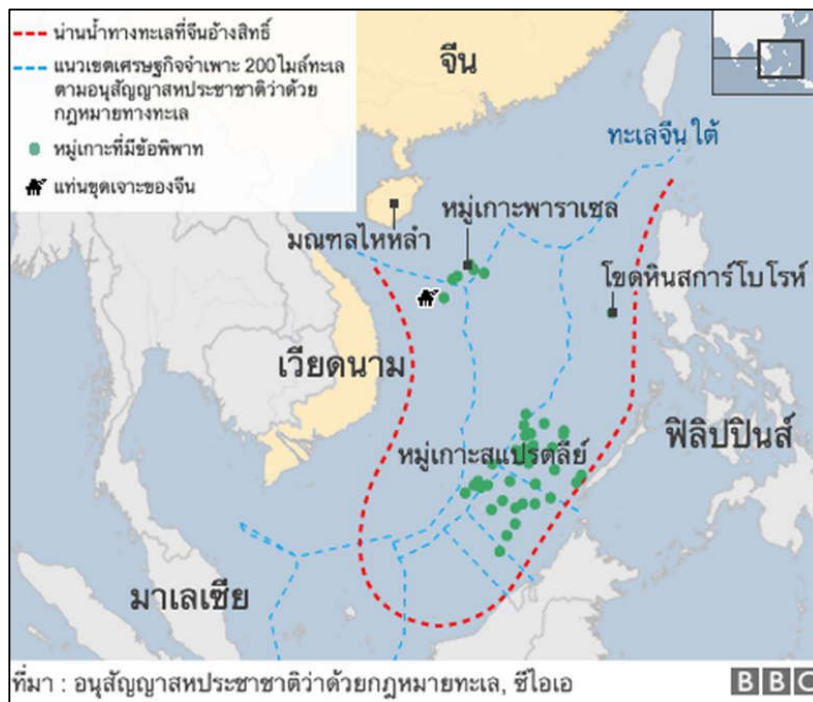 น่านน้ำทางทะเลที่จีนอ้างสิทธิ์
แนวเขตเศรษฐกิจจำเพาะ 200ไมล์ทะเล
ตามอนุสัญญาสหประชาชาติว่าด้วย
กฎหมายทางทะเล
หมู่เกาะที่มีข้อพิพาท
แท่นขุดเจาะของจีน
จีน
ทะเลจีนใต้
หมู่เกาะพาราเซล
มณฑลไหหลำ
โขดหินสการ์โบโรห์
เวียดนาม
ฟิลิปปินส์
หมู่เกาะสแปรตลีย์
มาเลเซีย
ที่มา : อนุสัญญาสหประชาชาติว่าด้วยกฎหมายทะเล, ซีไอเอ
BBC